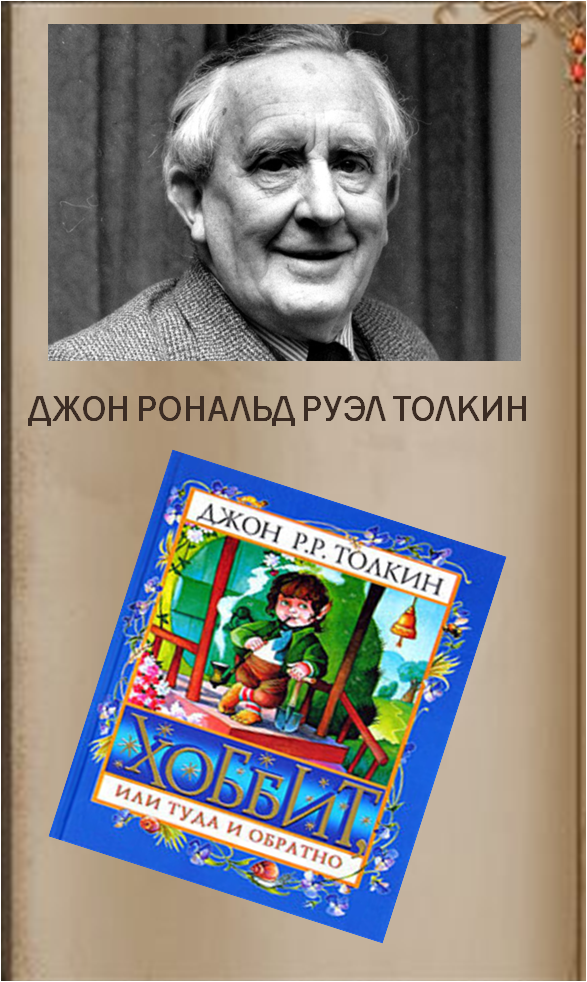 ДЖОН РОНАЛЬД РУЭЛ ТОЛКИН
ДЖОН Р.Р. ТОЛКИН
ХОББИТ,
ИЛИ ТУДА И ОБРАТНО